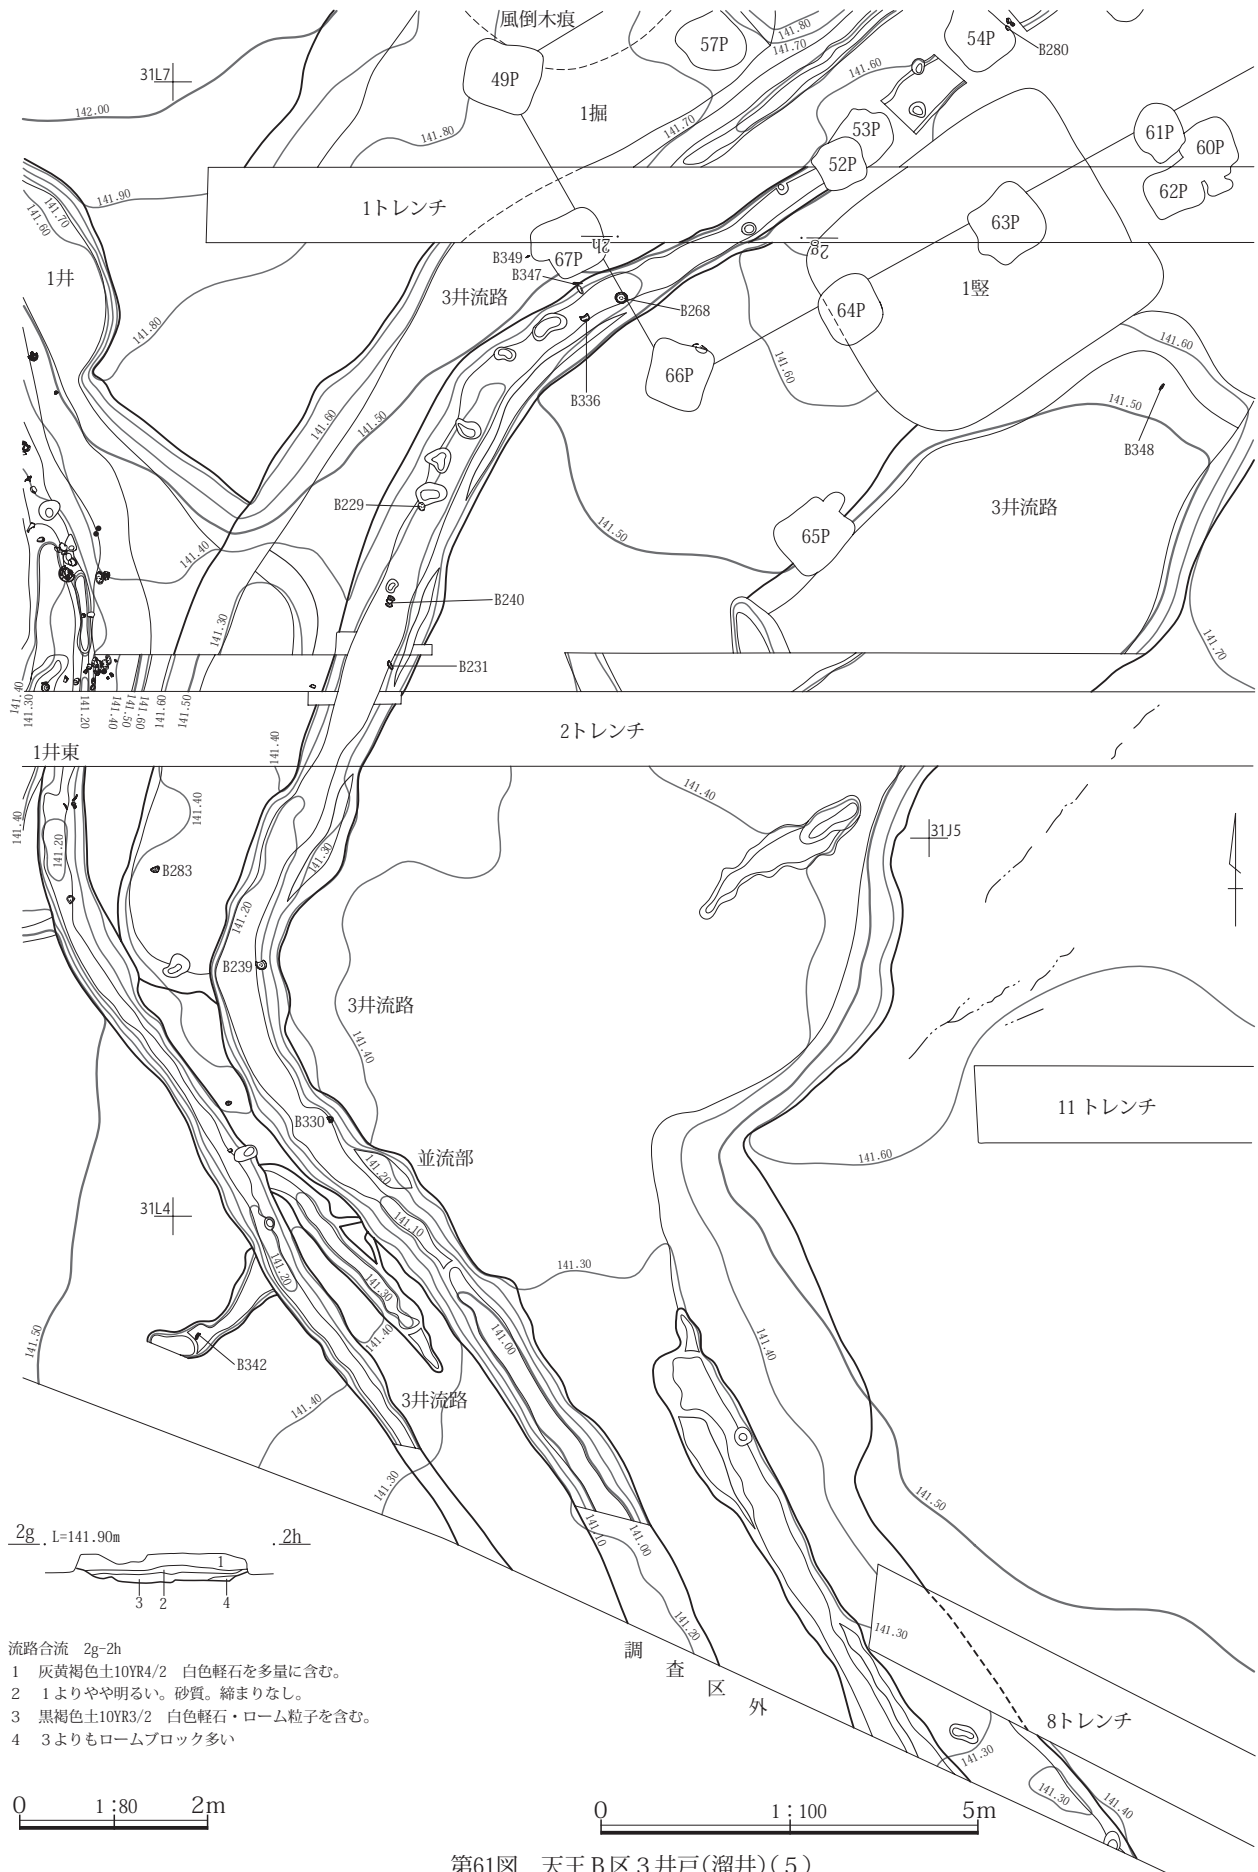 風倒木痕
57P
141.80
141.70
54P
B280
49P
31L7
142.00
1掘
141.60
141.80
141.70
53P
52P
61P
60P
62P
141.90
1トレンチ
63P
141.70
141.60
1井
2h
2g
B349
67P
B347
3井流路
B268
1竪
64P
141.80
141.60
141.60
66P
B336
141.60
141.50
141.50
B348
B229
3井流路
141.50
65P
141.40
B240
141.30
141.70
B231
141.40
141.30
141.20
141.40
141.50
141.60
141.60
141.50
2トレンチ
1井東
141.40
141.40
141.40
141.40
31J5
141.20
141.30
B283
141.20
B239
3井流路
141.40
11トレンチ
B330
並流部
141.60
141.20
31L4
141.10
141.30
141.20
141.30
141.00
141.40
141.40
141.50
B342
141.40
3井流路
141.30
141.50
141.10
141.00
2g
L=141.90m
2h
1
3
2
4
141.20
141.30
流路合流 2g-2h
1 灰黄褐色土10YR4/2 白色軽石を多量に含む。
2 1よりやや明るい。砂質。締まりなし。
3 黒褐色土10YR3/2 白色軽石・ローム粒子を含む。
4 3よりもロームブロック多い
調査区外
8トレンチ
141.30
141.30
141.40
0 1:80 2m
0 1:100 5m
第61図 天王B区3井戸(溜井)(5)